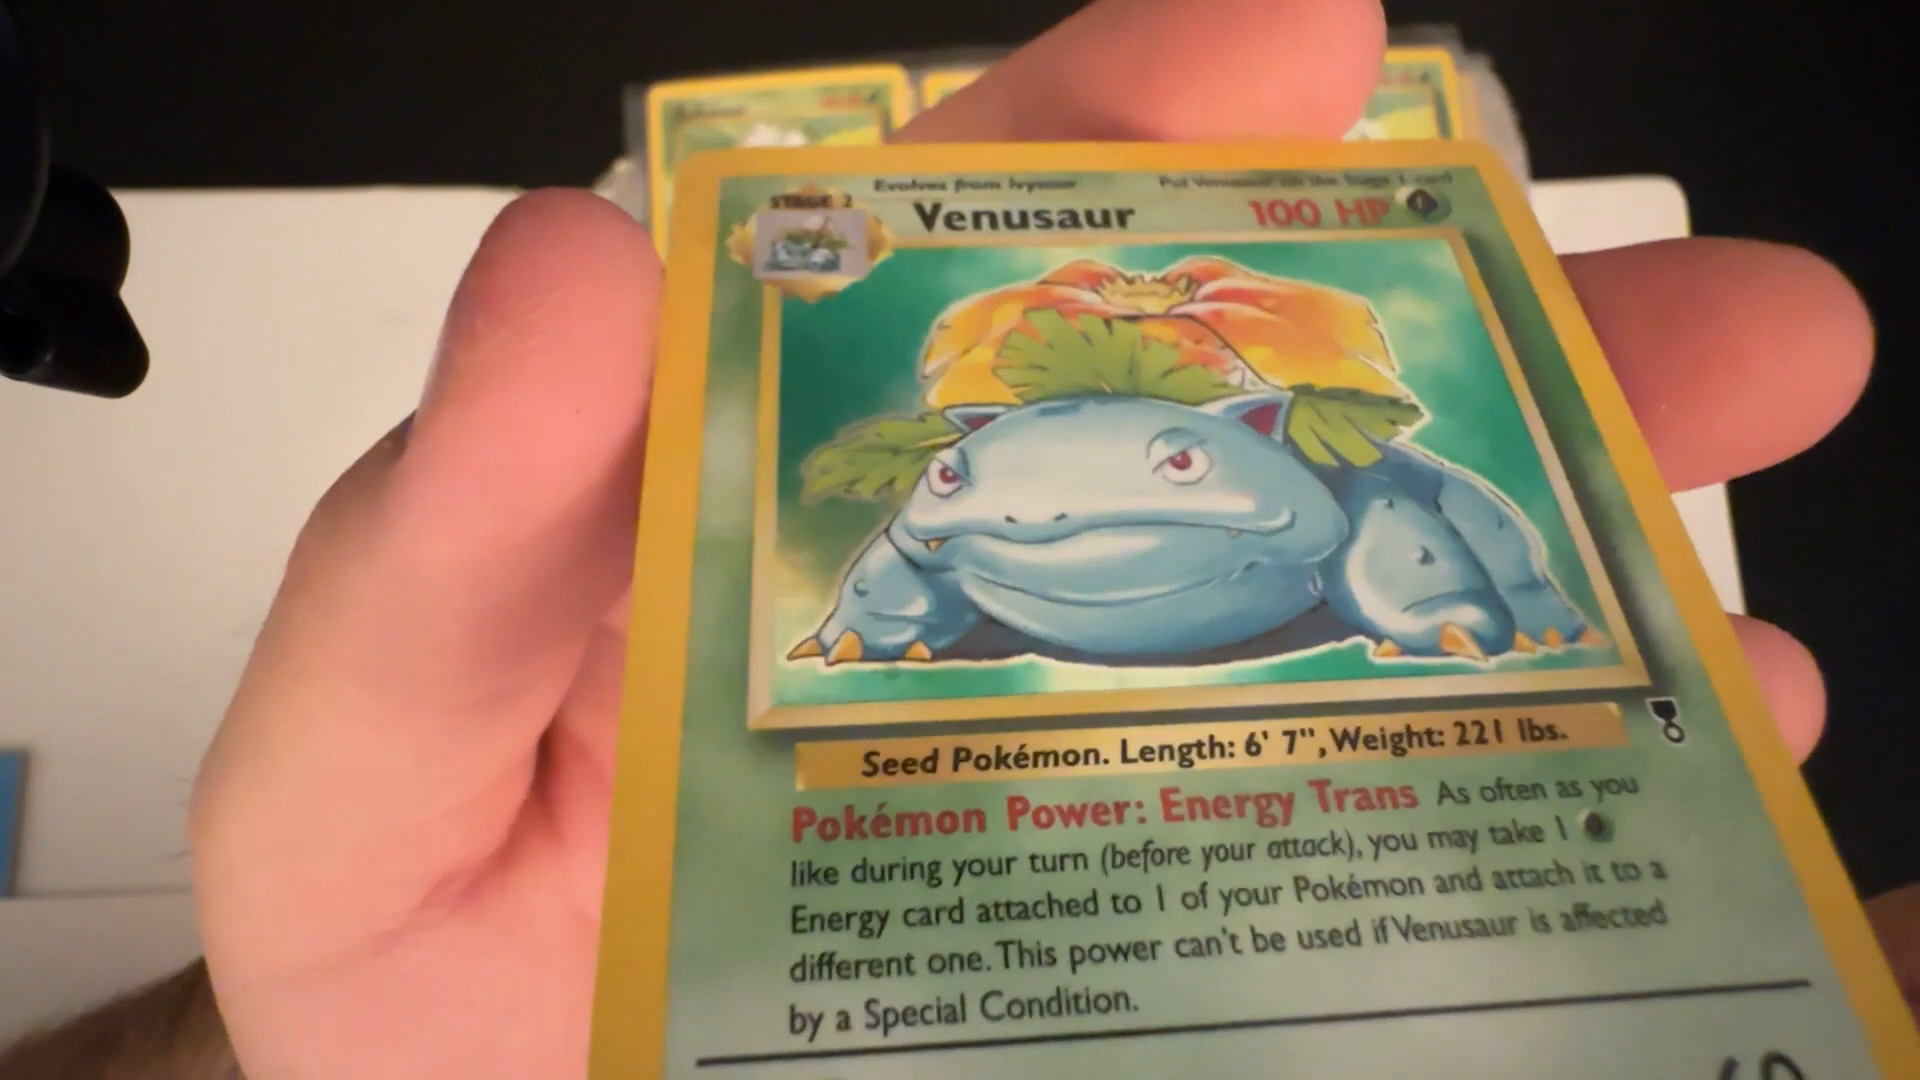 Evolves from Ivysaur Put Venusaur on the Stage 1 card
STAGE 2
Venusaur 100 HP
Seed Pokémon. Length: 6' 7", Weight: 221 lbs.
Pokémon Power: Energy Trans As often as you
like during your turn (before your attack), you may take 1
Energy card attached to 1 of your Pokémon and attach it to a
different one. This power can't be used if Venusaur is affected
by a Special Condition.